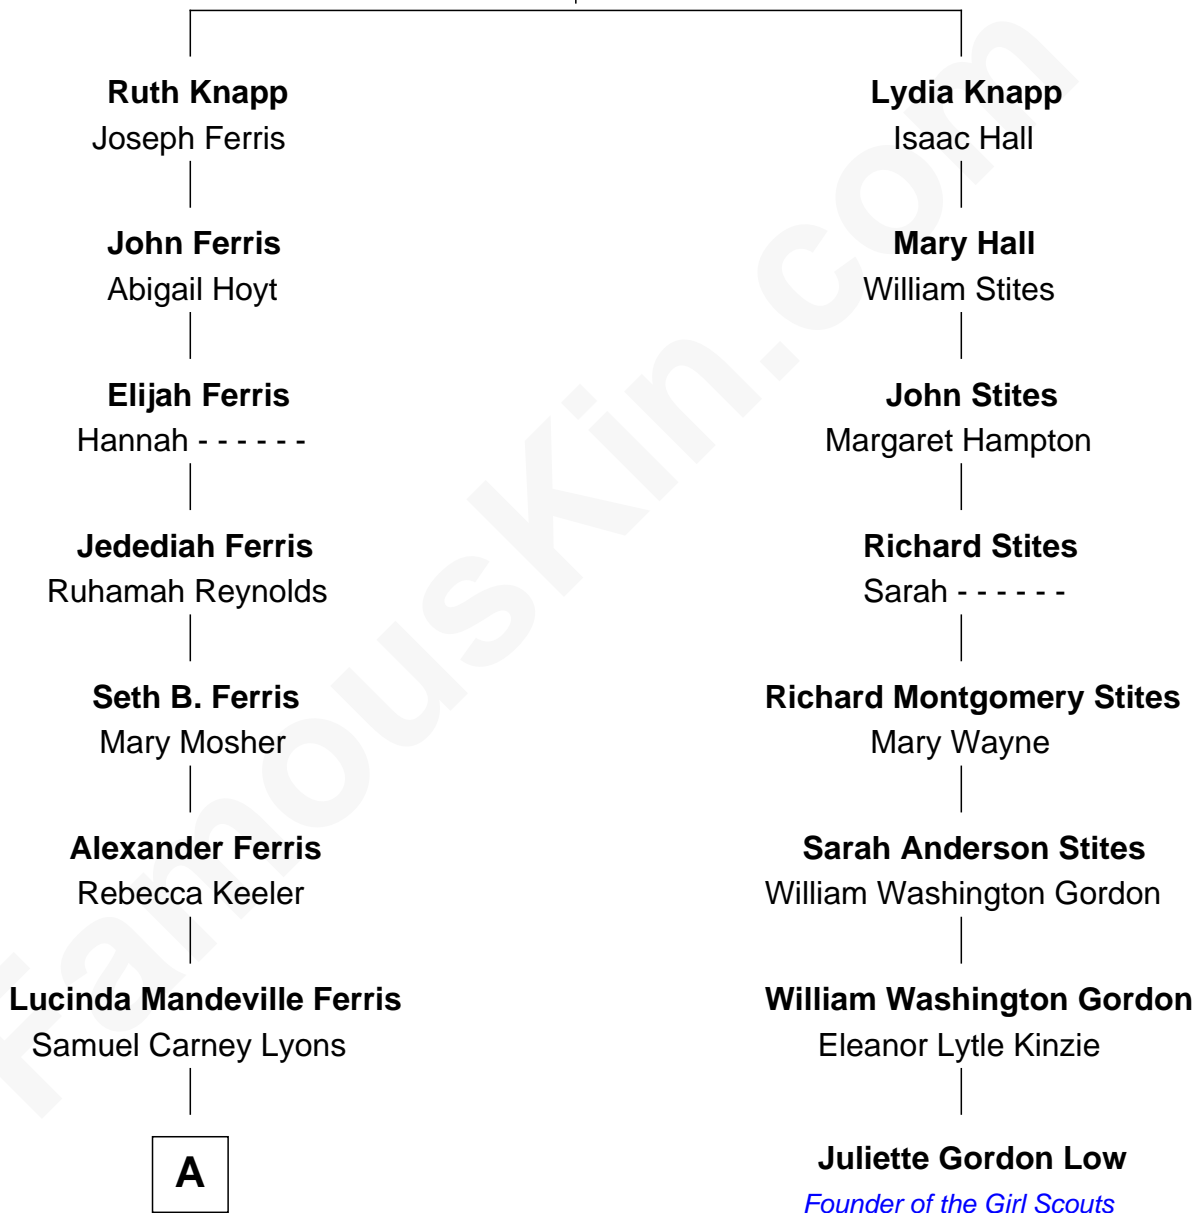 Ruth Knapp
Joseph Ferris
John Ferris
Abigail Hoyt
Elijah Ferris
Hannah - - - - - -
Jedediah Ferris
Ruhamah Reynolds
Seth B. Ferris
Mary Mosher
Alexander Ferris
Rebecca Keeler
Lucinda Mandeville Ferris
Samuel Carney Lyons
A
Lydia Knapp
Isaac Hall
Mary Hall
William Stites
John Stites
Margaret Hampton
Richard Stites
Sarah - - - - - -
Richard Montgomery Stites
Mary Wayne
Sarah Anderson Stites
William Washington Gordon
William Washington Gordon
Eleanor Lytle Kinzie
Juliette Gordon Low
Founder of the Girl Scouts
FamousKin.com